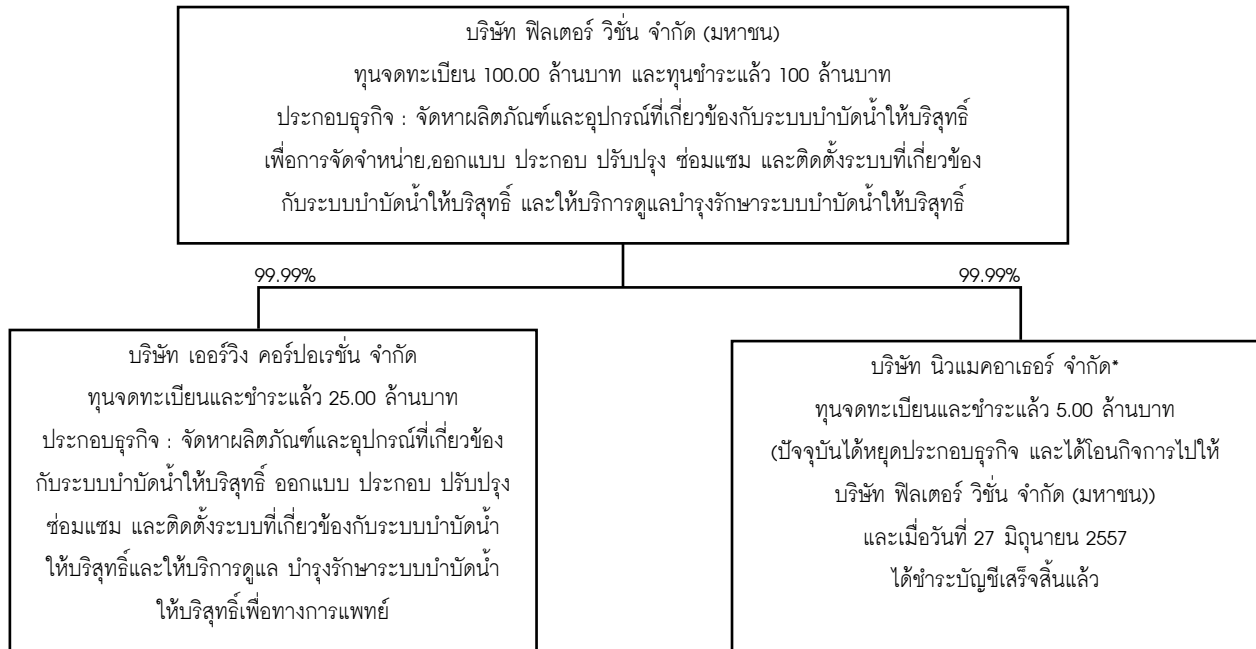 บริษัท ฟิลเตอร์ วิชั่น จำกัด (มหาชน)
ทุนจดทะเบียน 100.00 ล้านบาท และทุนชำระแล้ว 100 ล้านบาท
ประกอบธุรกิจ : จัดหาผลิตภัณฑ์และอุปกรณ์ที่เกี่ยวข้องกับระบบบำบัดน้ำให้บริสุทธิ์
เพื่อการจัดจำหน่าย,ออกแบบ ประกอบ ปรับปรุง ซ่อมแซม และติดตั้งระบบที่เกี่ยวข้อง
กับระบบบำบัดน้ำให้บริสุทธิ์ และให้บริการดูแลบำรุงรักษาระบบบำบัดน้ำให้บริสุทธิ์
99.99%
99.99%
บริษัท เออร์วิง คอร์ปอเรชั่น จำกัด
ทุนจดทะเบียนและชำระแล้ว 25.00 ล้านบาท
ประกอบธุรกิจ : จัดหาผลิตภัณฑ์และอุปกรณ์ที่เกี่ยวข้อง
กับระบบบำบัดน้ำให้บริสุทธิ์ ออกแบบ ประกอบ ปรับปรุง
ซ่อมแซม และติดตั้งระบบที่เกี่ยวข้องกับระบบบำบัดน้ำ
ให้บริสุทธิ์และให้บริการดูแล บำรุงรักษาระบบบำบัดน้ำ
ให้บริสุทธิ์เพื่อทางการแพทย์
บริษัท นิวแมคอาเธอร์ จำกัด*
ทุนจดทะเบียนและชำระแล้ว 5.00 ล้านบาท
(ปัจจุบันได้หยุดประกอบธุรกิจ และได้โอนกิจการไปให้
บริษัท ฟิลเตอร์ วิชั่น จำกัด (มหาชน))
และเมื่อวันที่ 27 มิถุนายน 2557
ได้ชำระบัญชีเสร็จสิ้นแล้ว